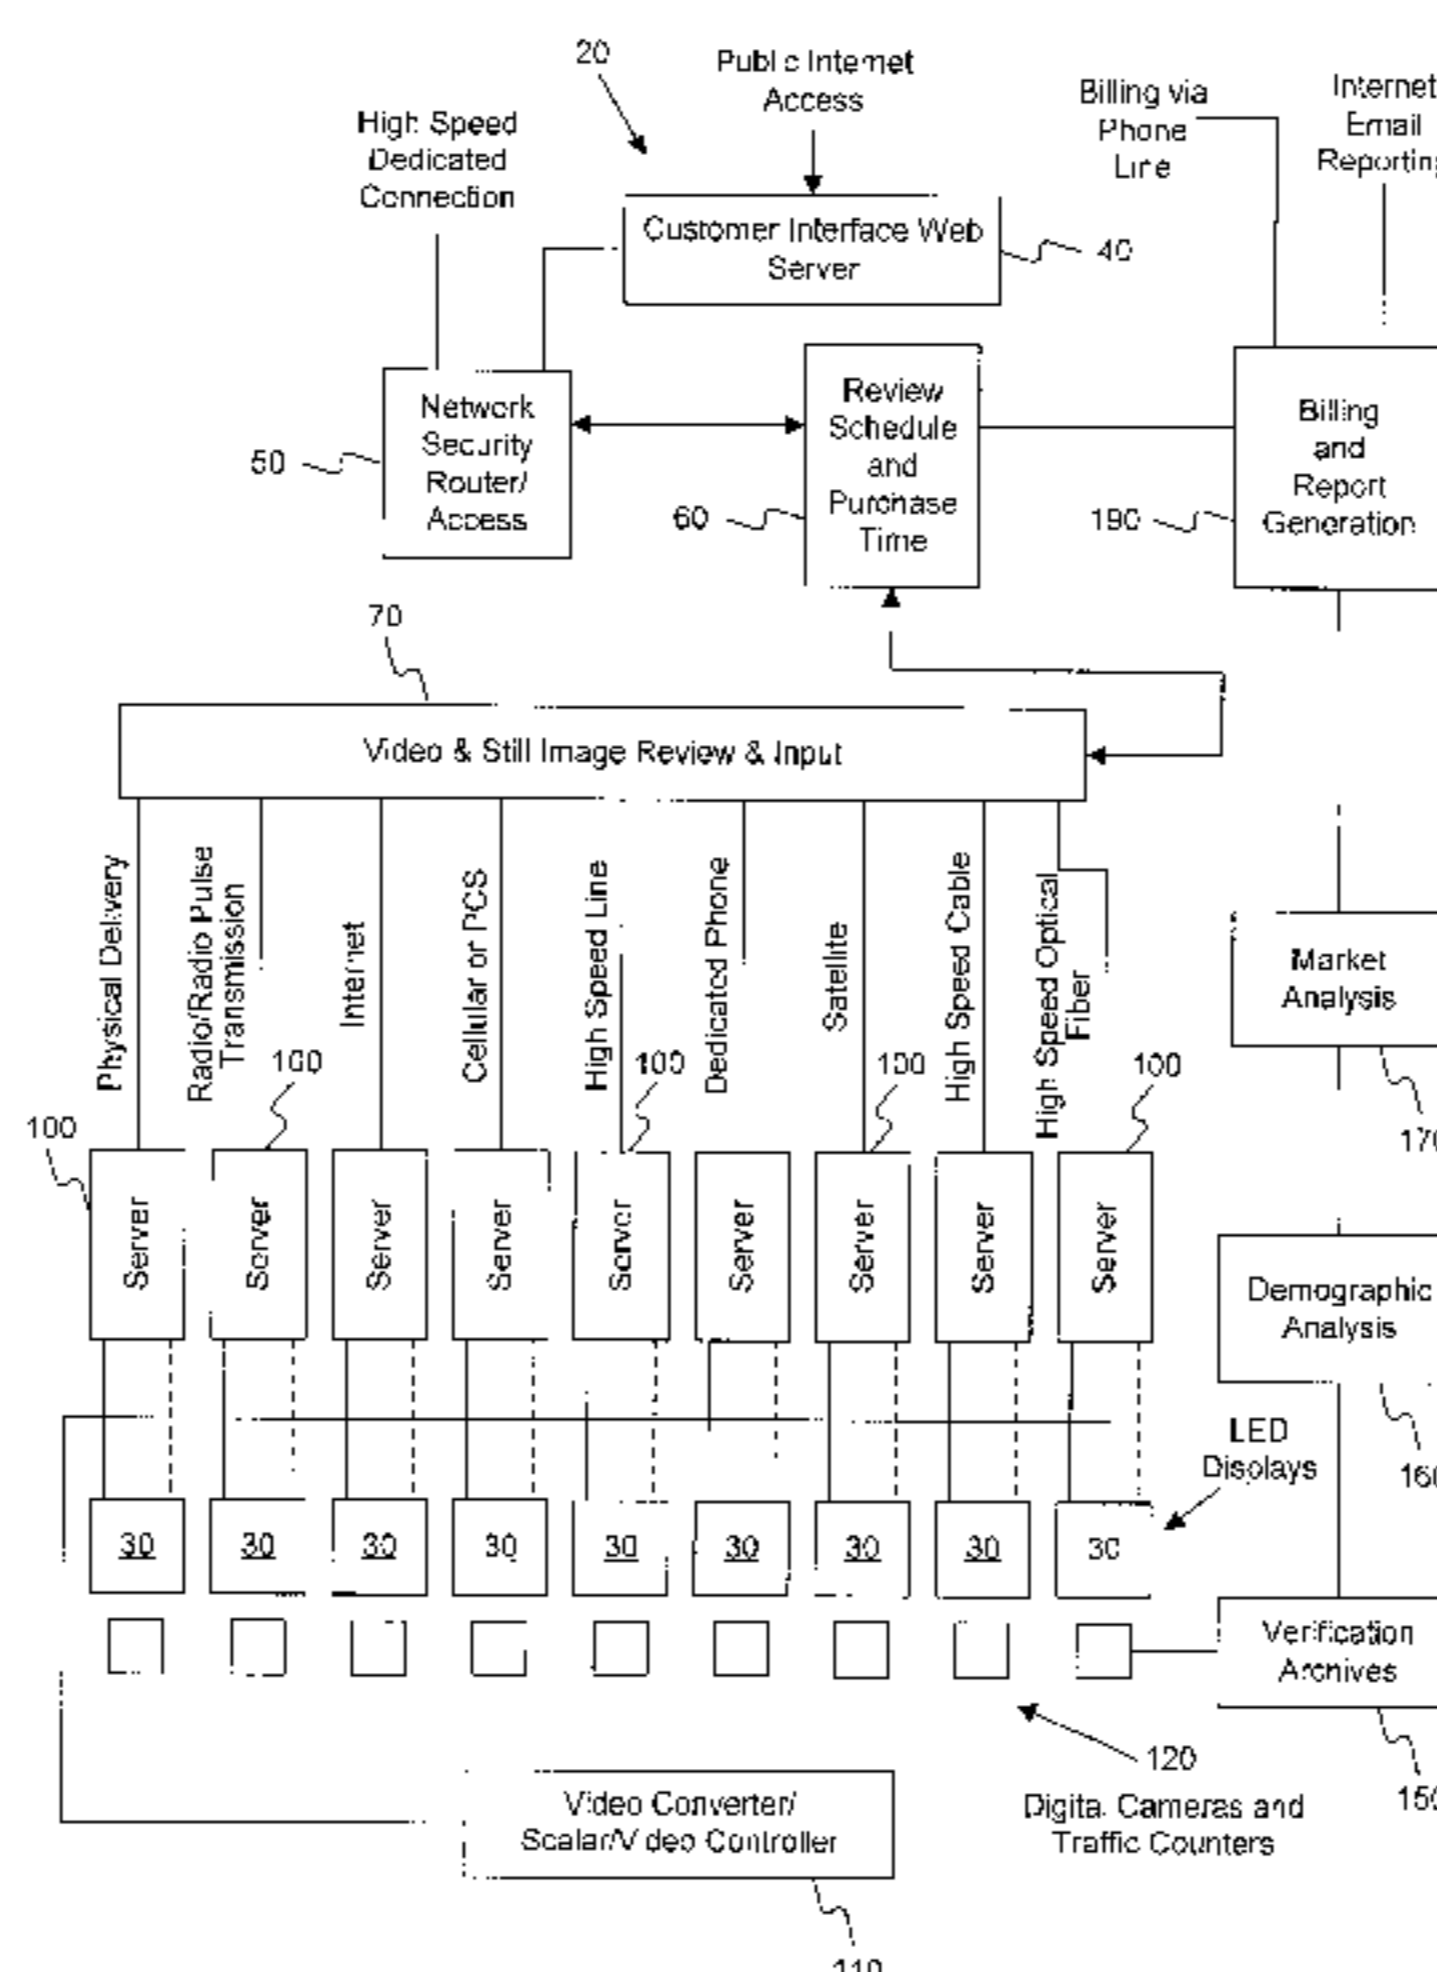 20
Public Internet
Access
High Speed
Dedicated
Connection
Billing via
Phone
Line
Internet
Email
Reporting
Customer Interface Web
Server
40
Network
Security
Router/
Access
50
Review
Schedule
and
Purchase
Time
60
Billing
and
Report
Generation
190
70
Video & Still Image Review & Input
Physical Delivery
Radio/Radio Pulse
Transmission
Internet
Cellular or PCS
High Speed Line
Dedicated Phone
Satellite
High Speed Cable
High Speed Optical
Fiber
Market
Analysis
170
100
100
100
100
100
Server
Server
Server
Server
Server
Server
Server
Server
Server
Demographic
Analysis
160
LED
Displays
30
30
30
30
30
30
30
30
30
Verification
Archives
150
120
Digital Cameras and
Traffic Counters
Video Converter/
Scalar/Video Controller
110